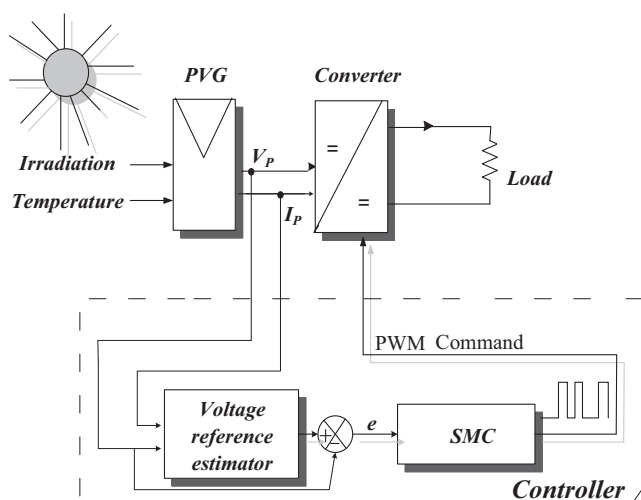 PVG
Converter
Irradiation
Temperature
V_P
I_P
=
=
Load
PWM Command
Voltage
reference
estimator
+
−
e
SMC
Controller